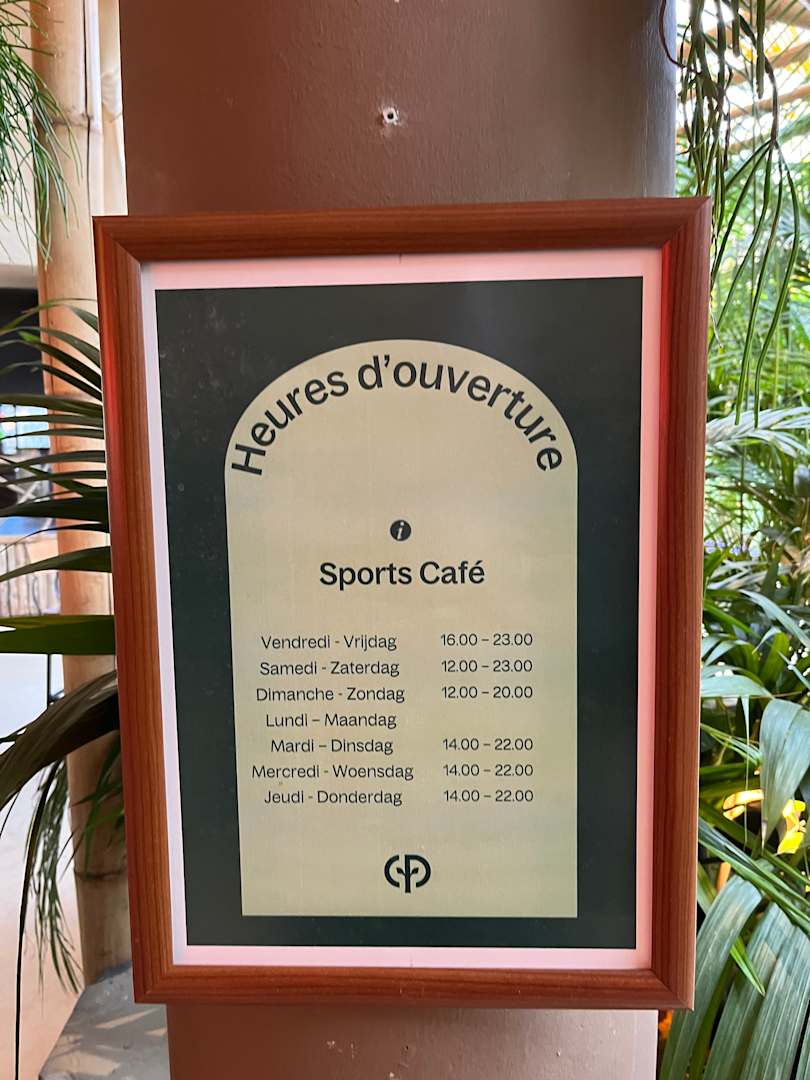 Heures d'ouverture
i
Sports Café
Vendredi - Vrijdag 16.00 – 23.00
Samedi - Zaterdag 12.00 – 23.00
Dimanche - Zondag 12.00 – 20.00
Lundi – Maandag
Mardi – Dinsdag 14.00 – 22.00
Mercredi - Woensdag 14.00 – 22.00
Jeudi - Donderdag 14.00 – 22.00